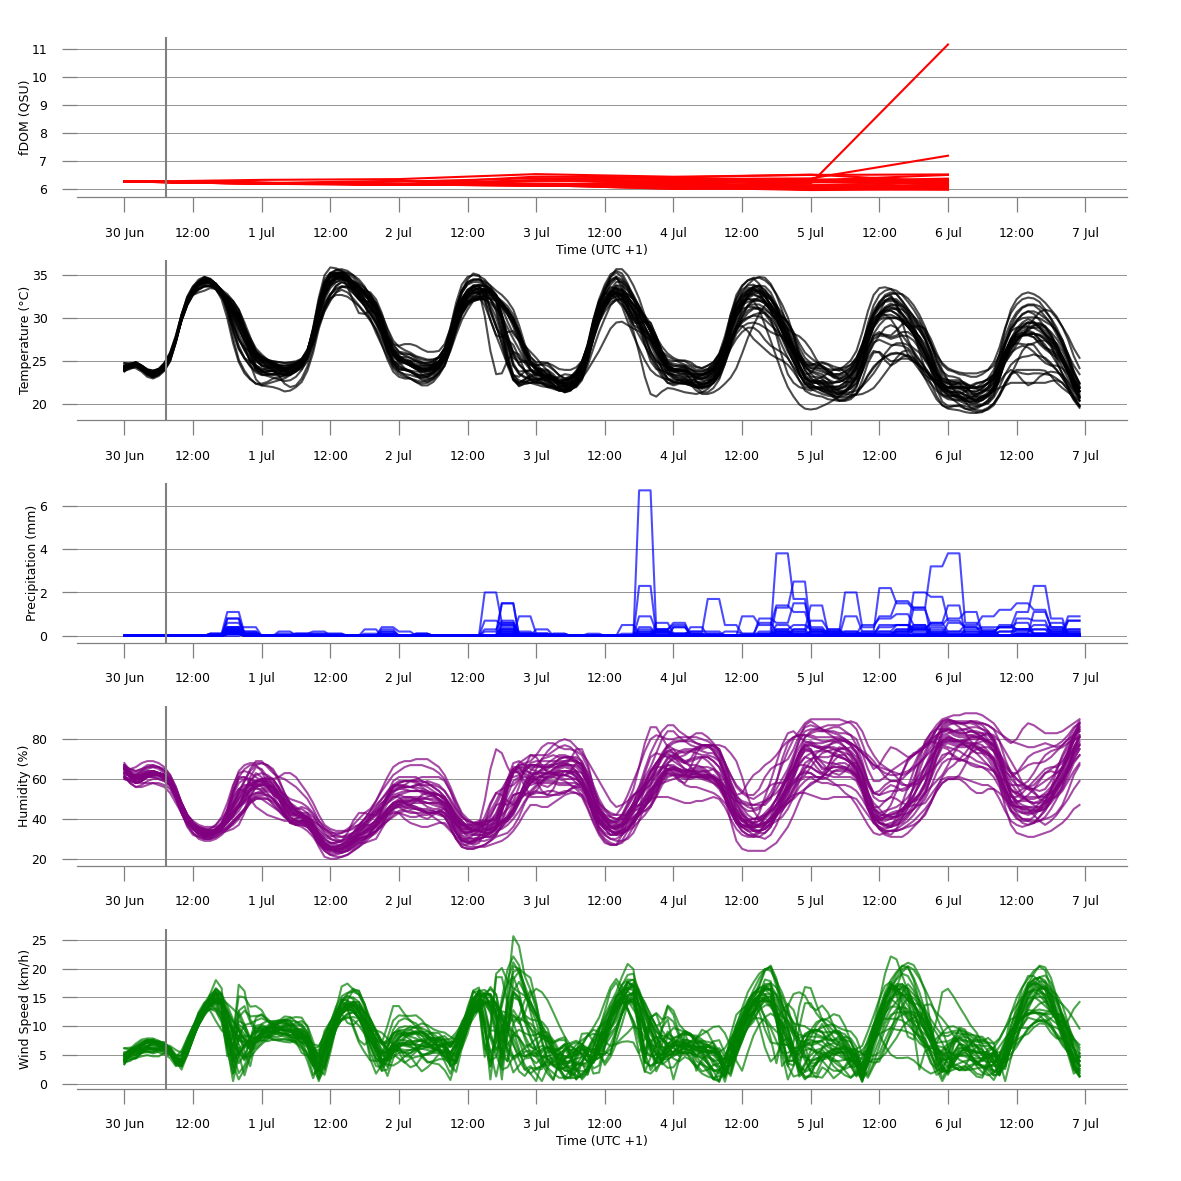 fDOM (QSU)
11
10
9
8
7
6
30 Jun 12:00 1 Jul 12:00 2 Jul 12:00 3 Jul 12:00 4 Jul 12:00 5 Jul 12:00 6 Jul 12:00 7 Jul
Time (UTC +1)
Temperature (°C)
35
30
25
20
30 Jun 12:00 1 Jul 12:00 2 Jul 12:00 3 Jul 12:00 4 Jul 12:00 5 Jul 12:00 6 Jul 12:00 7 Jul
Precipitation (mm)
6
4
2
0
30 Jun 12:00 1 Jul 12:00 2 Jul 12:00 3 Jul 12:00 4 Jul 12:00 5 Jul 12:00 6 Jul 12:00 7 Jul
Humidity (%)
80
60
40
20
30 Jun 12:00 1 Jul 12:00 2 Jul 12:00 3 Jul 12:00 4 Jul 12:00 5 Jul 12:00 6 Jul 12:00 7 Jul
Wind Speed (km/h)
25
20
15
10
5
0
30 Jun 12:00 1 Jul 12:00 2 Jul 12:00 3 Jul 12:00 4 Jul 12:00 5 Jul 12:00 6 Jul 12:00 7 Jul
Time (UTC +1)